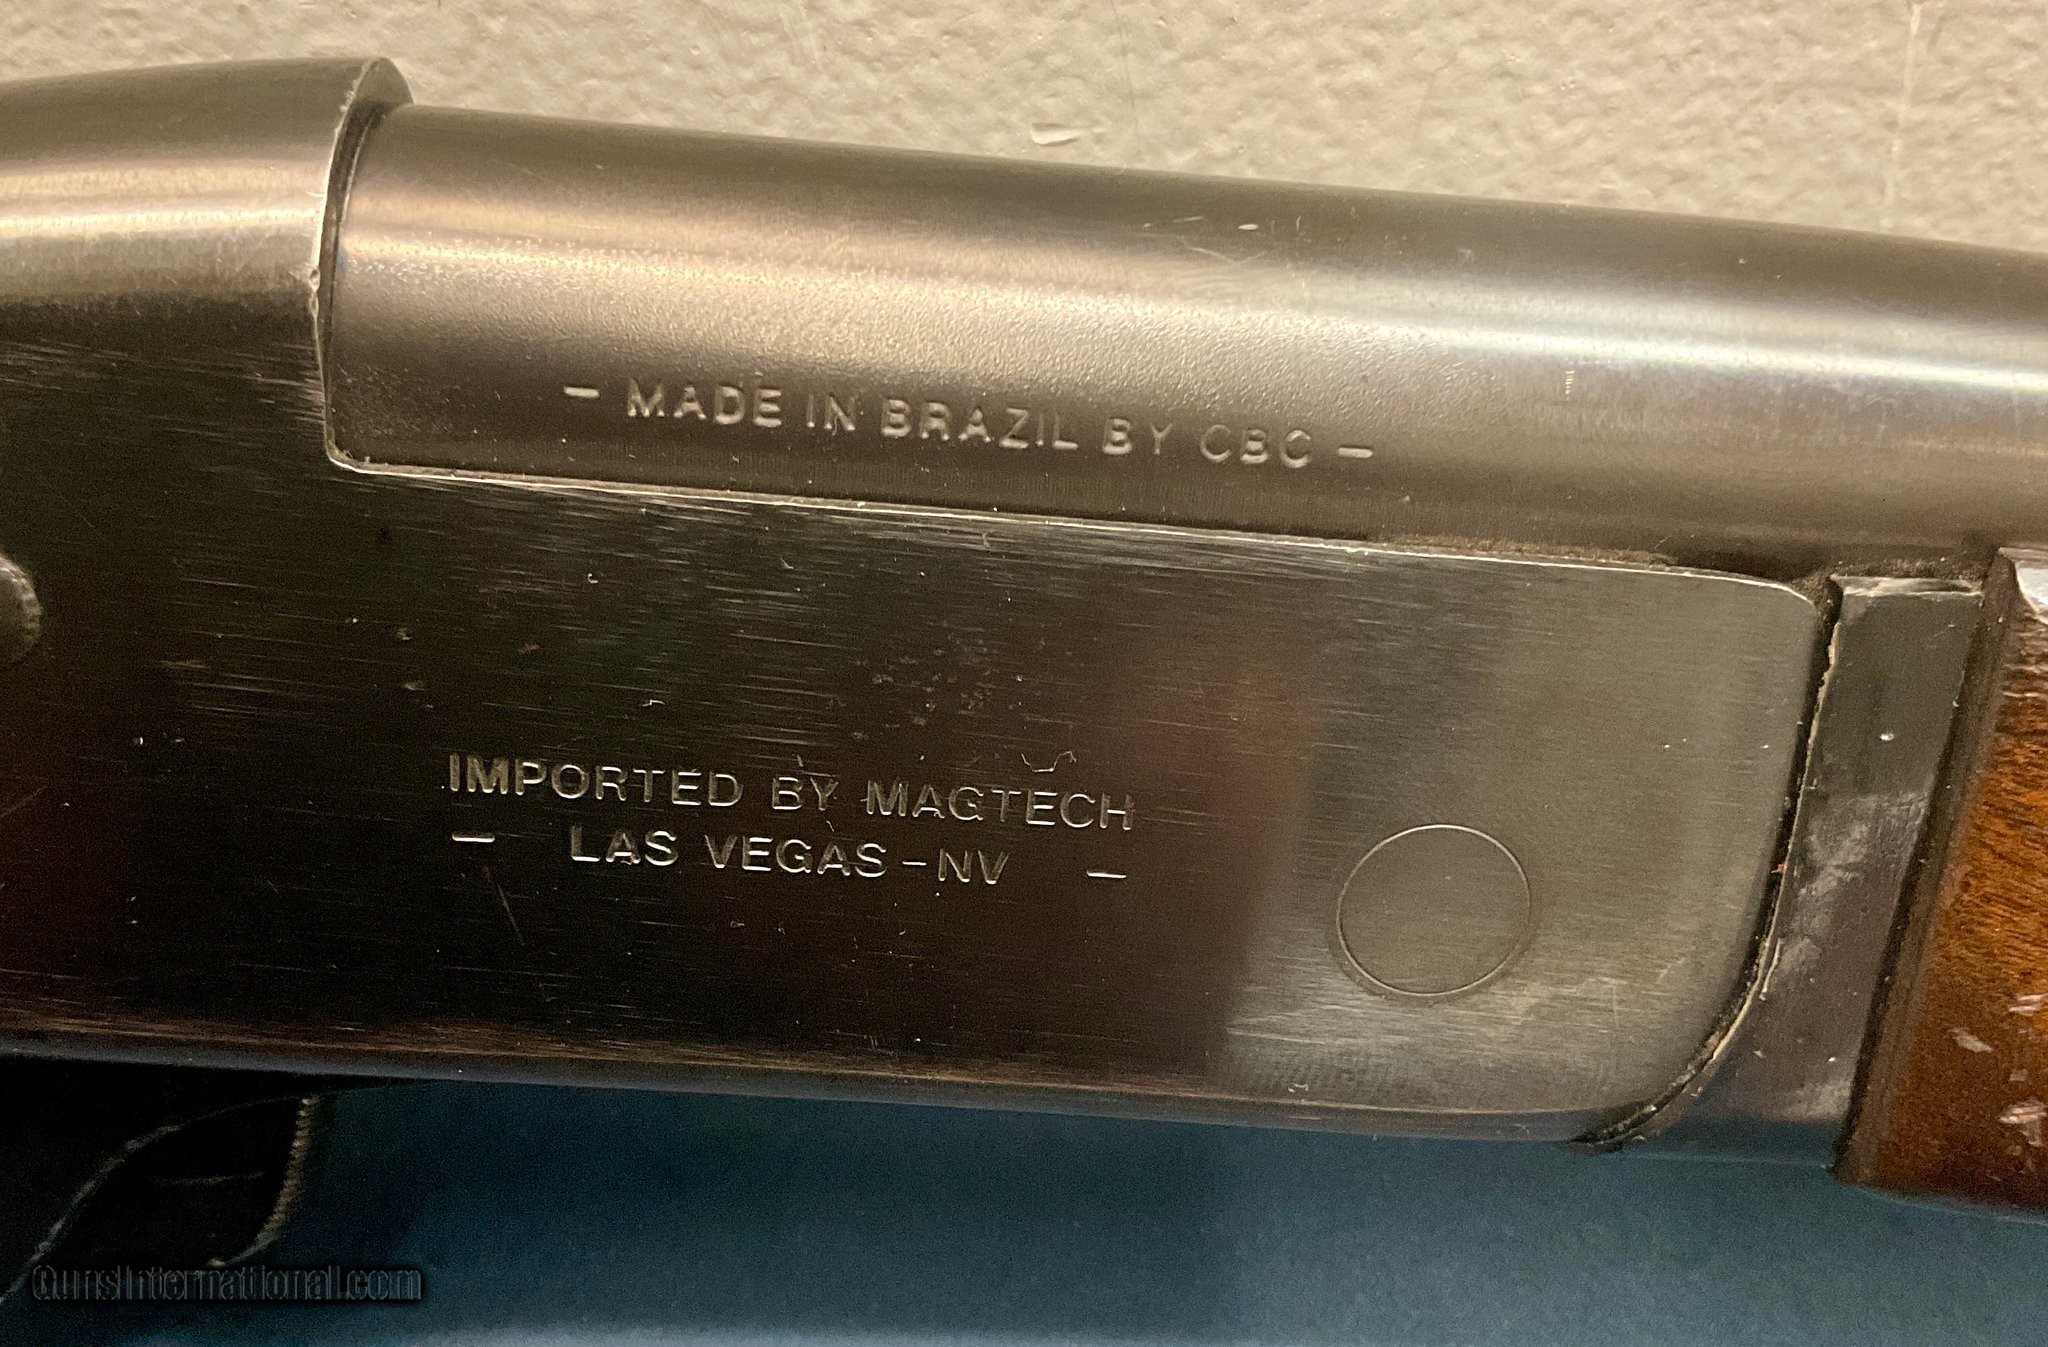 - MADE IN BRAZIL BY CBC -
IMPORTED BY MAGTECH
- LAS VEGAS - NV -
GunsInternational.com